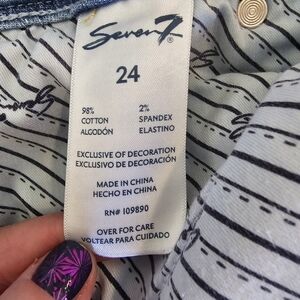 Seven7®
24
98% 2%
COTTON SPANDEX
ALGODÓN ELASTINO
EXCLUSIVE OF DECORATION
EXCLUSIVO DE DECORACIÓN
MADE IN CHINA
HECHO EN CHINA
RN# 109890
OVER FOR CARE
VOLTEAR PARA CUIDADO